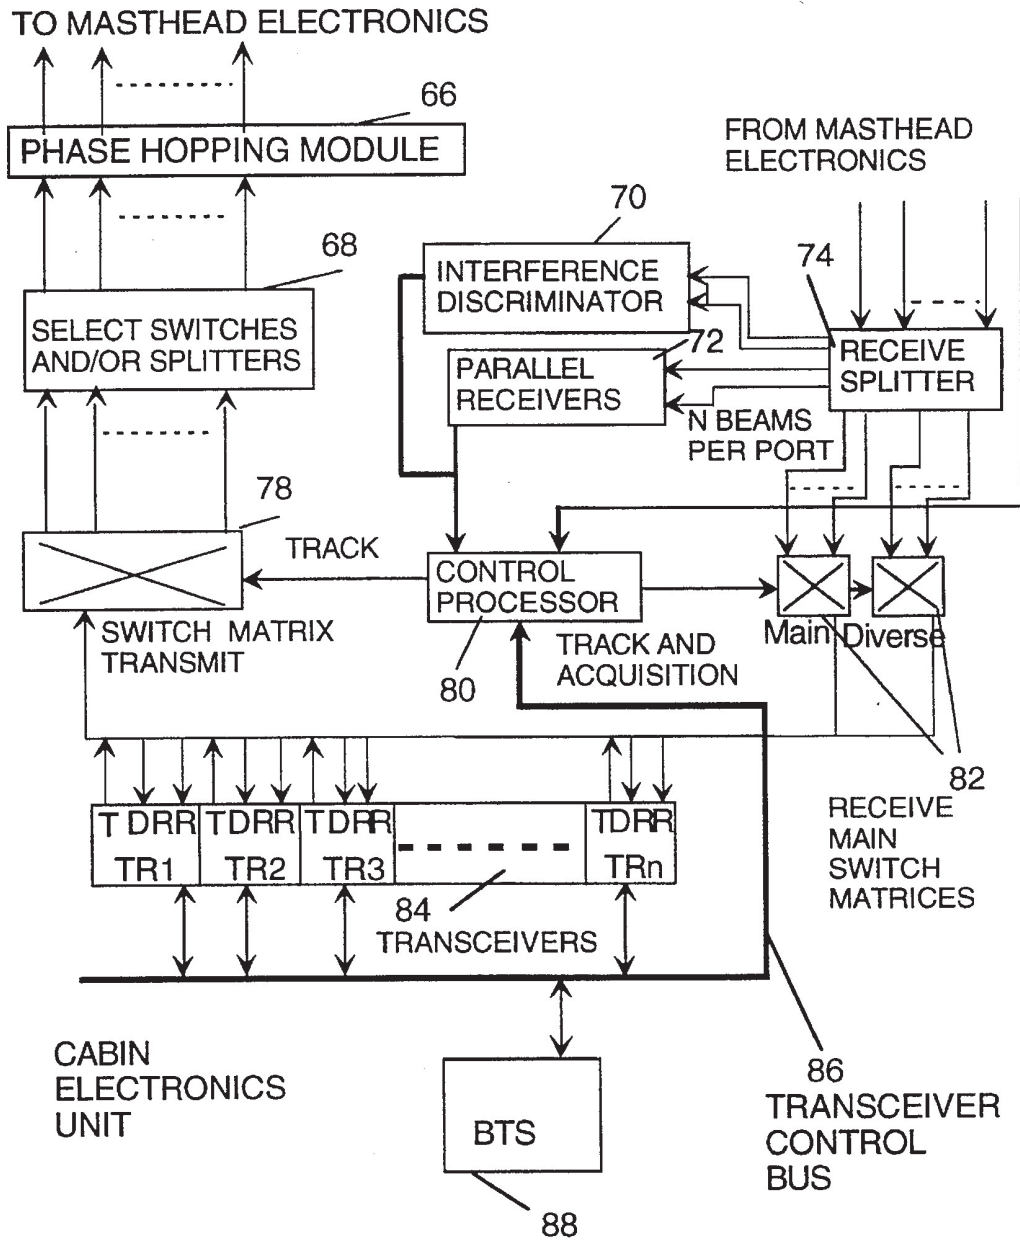 TO MASTHEAD ELECTRONICS
66
PHASE HOPPING MODULE
FROM MASTHEAD
ELECTRONICS
70
68
74
INTERFERENCE
DISCRIMINATOR
SELECT SWITCHES
AND/OR SPLITTERS
72
RECEIVE
SPLITTER
PARALLEL
RECEIVERS
N BEAMS
PER PORT
78
TRACK
CONTROL
PROCESSOR
SWITCH MATRIX
TRANSMIT
Main
Diverse
80
TRACK AND
ACQUISITION
82
RECEIVE
MAIN
SWITCH
MATRICES
T DRR T DRR T DRR TDRR
TR1 TR2 TR3 TRn
84
TRANSCEIVERS
CABIN
ELECTRONICS
UNIT
86
TRANSCEIVER
CONTROL
BUS
BTS
88